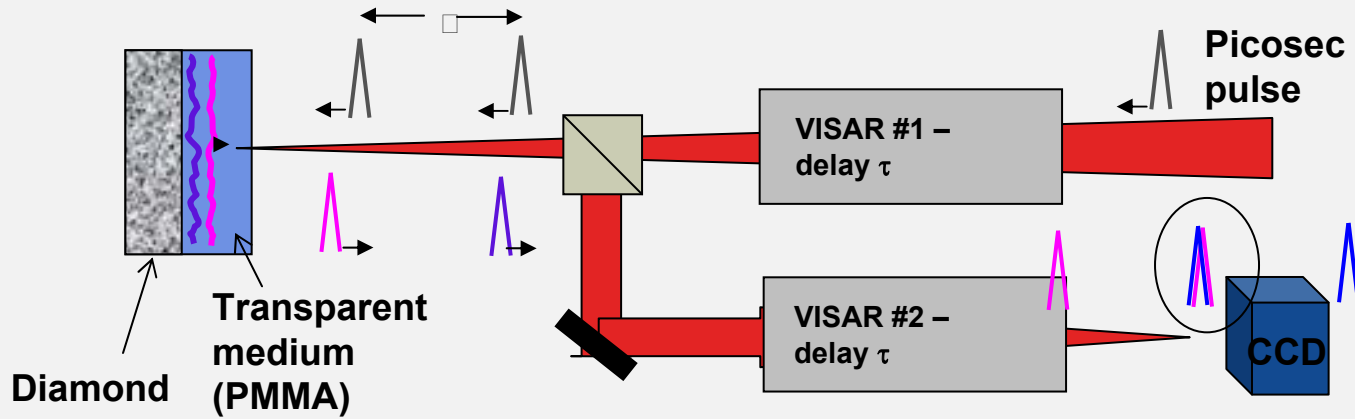 Picosec
pulse
VISAR #1 –
delay τ
VISAR #2 –
delay τ
CCD
Transparent
medium
(PMMA)
Diamond